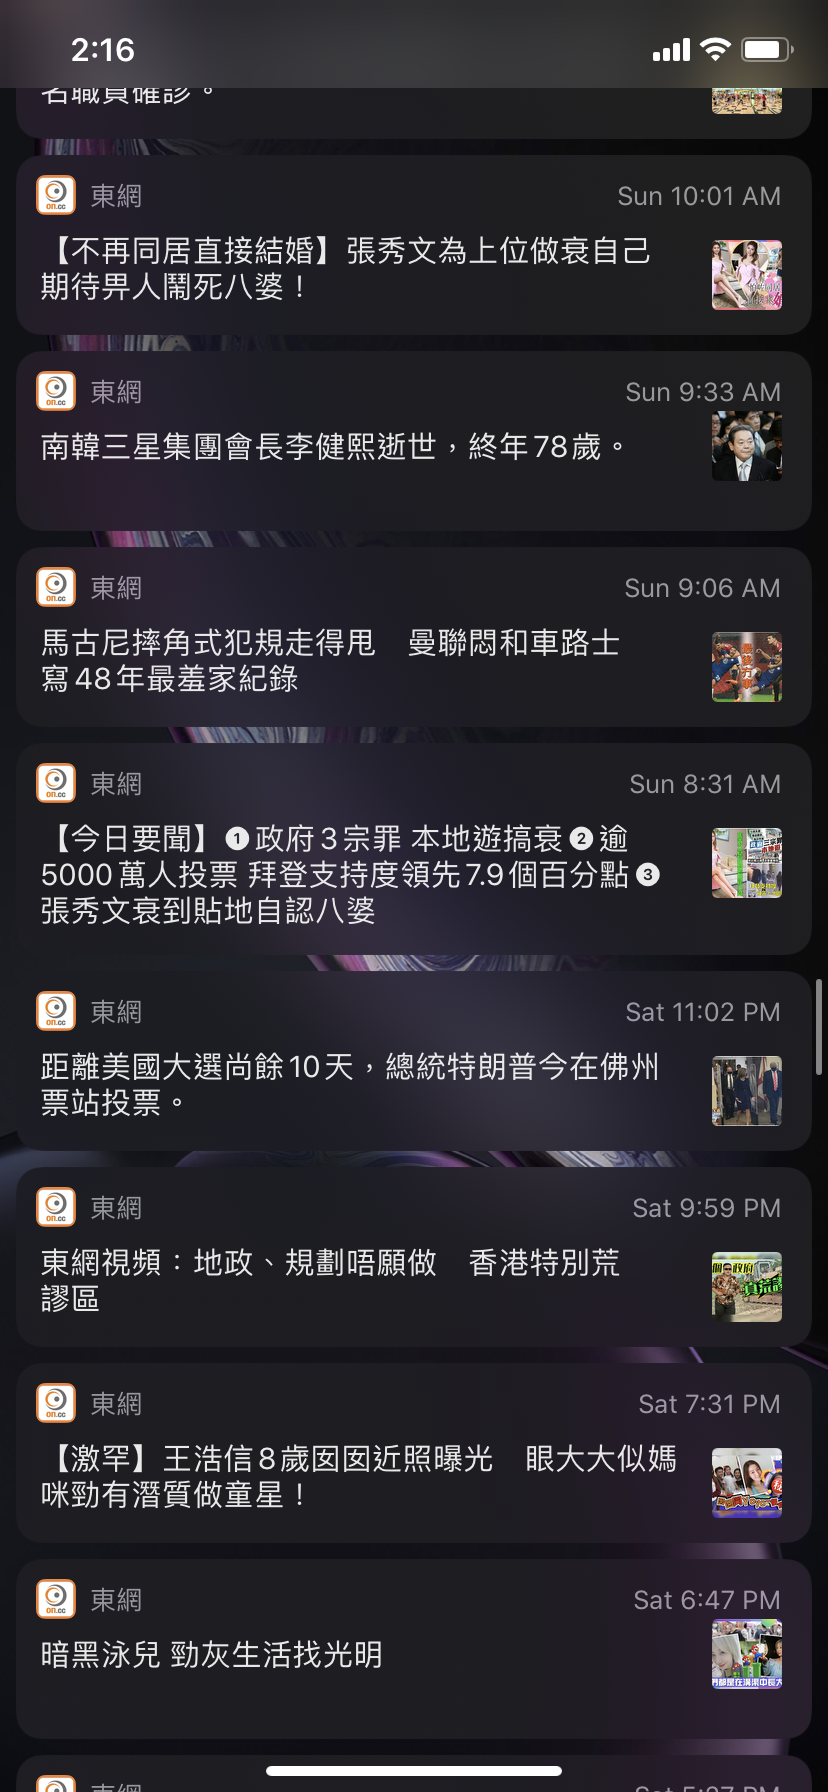 2:16
名職員確診。
東網
Sun 10:01 AM
【不再同居直接結婚】張秀文為上位做衰自己
期待畀人鬧死八婆！
東網
Sun 9:33 AM
南韓三星集團會長李健熙逝世，終年78歲。
東網
Sun 9:06 AM
馬古尼摔角式犯規走得甩　曼聯悶和車路士
寫48年最羞家紀錄
東網
Sun 8:31 AM
【今日要聞】❶政府3宗罪 本地遊搞衰❷逾
5000萬人投票 拜登支持度領先7.9個百分點❸
張秀文衰到貼地自認八婆
東網
Sat 11:02 PM
距離美國大選尚餘10天，總統特朗普今在佛州
票站投票。
東網
Sat 9:59 PM
東網視頻：地政、規劃唔願做　香港特別荒
謬區
東網
Sat 7:31 PM
【激罕】王浩信8歲囡囡近照曝光　眼大大似媽
咪勁有潛質做童星！
東網
Sat 6:47 PM
暗黑泳兒 勁灰生活找光明
東網